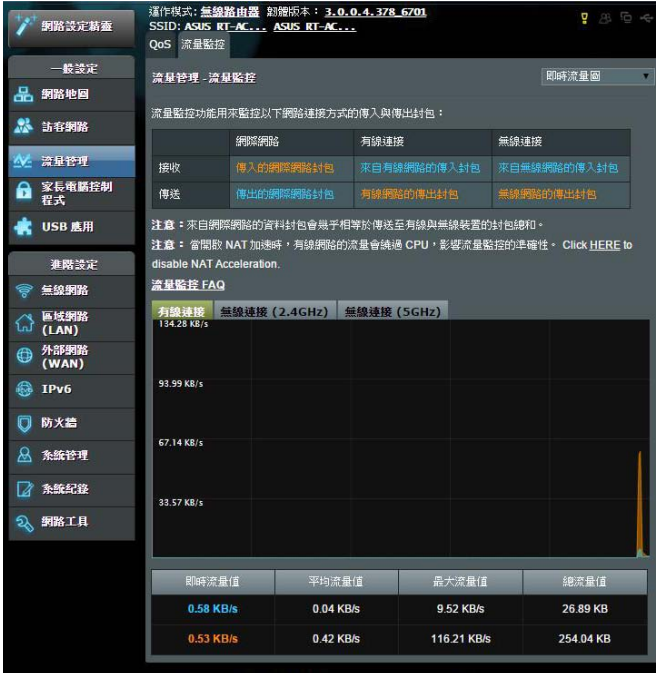 網路設定精靈
運作模式: 無線路由器 韌體版本: 3.0.0.4.378_6701
SSID: ASUS RT-AC... ASUS RT-AC...
QoS 流量監控
一般設定
網路地圖
訪客網路
流量管理
家長電腦控制
程式
USB 應用
進階設定
無線網路
區域網路
(LAN)
外部網路
(WAN)
IPv6
防火牆
系統管理
系統紀錄
網路工具
流量管理 - 流量監控
即時流量圖
流量監控功能用來監控以下網路連接方式的傳入與傳出封包：
網際網路 有線連接 無線連接
接收 傳入的網際網路封包 來自有線網路的傳入封包 來自無線網路的傳入封包
傳送 傳出的網際網路封包 有線網路的傳出封包 無線網路的傳出封包
注意：來自網際網路的資料封包會幾乎相等於傳送至有線與無線裝置的封包總和。
注意： 當開啟 NAT 加速時，有線網路的流量會繞過 CPU，影響流量監控的準確性。 Click HERE to
disable NAT Acceleration.
流量監控 FAQ
有線連接 無線連接 (2.4GHz) 無線連接 (5GHz)
134.28 KB/s
93.99 KB/s
67.14 KB/s
33.57 KB/s
即時流量值 平均流量值 最大流量值 總流量值
0.58 KB/s 0.04 KB/s 9.52 KB/s 26.89 KB
0.53 KB/s 0.42 KB/s 116.21 KB/s 254.04 KB